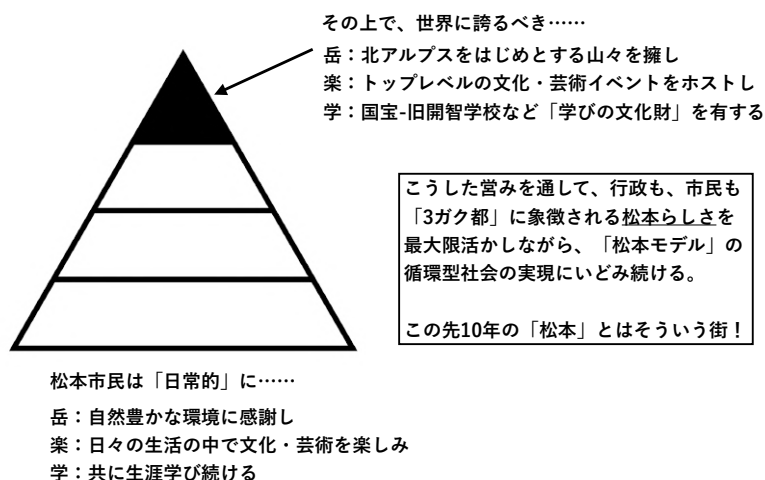 その上で、世界に誇るべき……
岳：北アルプスをはじめとする山々を擁し
楽：トップレベルの文化・芸術イベントをホストし
学：国宝-旧開智学校など「学びの文化財」を有する
こうした営みを通して、行政も、市民も
「3ガク都」に象徴される松本らしさを
最大限活かしながら、「松本モデル」の
循環型社会の実現にいどみ続ける。
この先10年の「松本」とはそういう街！
松本市民は「日常的」に……
岳：自然豊かな環境に感謝し
楽：日々の生活の中で文化・芸術を楽しみ
学：共に生涯学び続ける